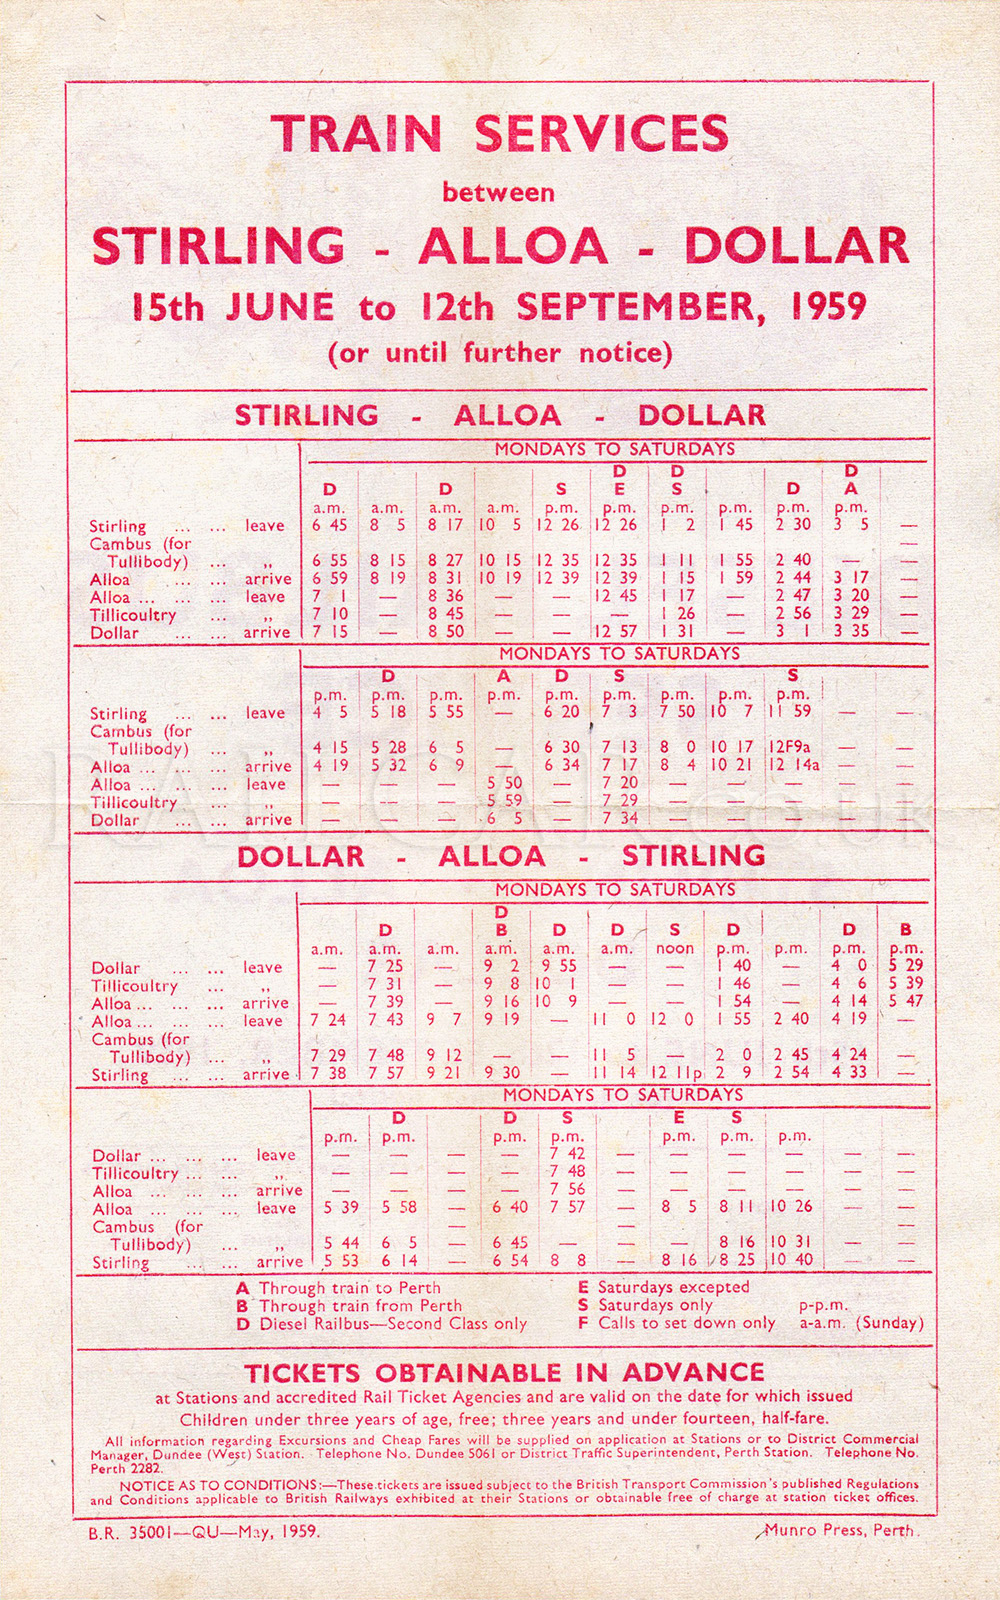 TRAIN SERVICES
between
STIRLING - ALLOA - DOLLAR
15th JUNE to 12th SEPTEMBER, 1959
(or until further notice)
STIRLING - ALLOA - DOLLAR
MONDAYS TO SATURDAYS
D D
D
D D S E S D A
a.m. a.m. a.m. a.m. p.m. p.m. p.m. p.m. p.m. p.m.
Stirling ... ... leave 6 45 8 5 8 17 10 5 12 26 12 26 1 2 1 45 2 30 3 5 —
Cambus (for —
Tullibody) ... ,, 6 55 8 15 8 27 10 15 12 35 12 35 1 11 1 55 2 40 — —
Alloa ... ... arrive 6 59 8 19 8 31 10 19 12 39 12 39 1 15 1 59 2 44 3 17 —
Alloa ... ... ... leave 7 1 — 8 36 — — 12 45 1 17 — 2 47 3 20 —
Tillicoultry ... ,, 7 10 — 8 45 — — — 1 26 2 56 3 29 —
Dollar ... ... arrive 7 15 — 8 50 — — 12 57 1 31 — 3 1 3 35 —
MONDAYS TO SATURDAYS
D A D S S
p.m. p.m. p.m. p.m. p.m. p.m. p.m. p.m. p.m.
Stirling ... ... leave 4 5 5 18 5 55 — 6 20 7 3 7 50 10 7 11 59 — —
Cambus (for
Tullibody) ... ,, 4 15 5 28 6 5 — 6 30 7 13 8 0 10 17 12F9a — —
Alloa ... ... arrive 4 19 5 32 6 9 — 6 34 7 17 8 4 10 21 12 14a — —
Alloa ... ... ... leave — — — 5 50 — 7 20 — — — — —
Tillicoultry ... ,, — — — 5 59 — 7 29 — — — — —
Dollar ... ... arrive — — — 6 5 — 7 34 — — — — —
RAILCAR.co.uk
DOLLAR - ALLOA - STIRLING
MONDAYS TO SATURDAYS
D
D B D D S D D B
a.m. a.m. a.m. a.m. a.m. a.m. noon p.m. p.m. p.m. p.m.
Dollar ... ... leave — 7 25 — 9 2 9 55 — — 1 40 — 4 0 5 29
Tillicoultry ... ,, — 7 31 — 9 8 10 1 — — 1 46 — 4 6 5 39
Alloa ... ... arrive — 7 39 — 9 16 10 9 — — 1 54 — 4 14 5 47
Alloa ... ... ... leave 7 24 7 43 9 7 9 19 — 11 0 12 0 1 55 2 40 4 19 —
Cambus (for
Tullibody) ... ,, 7 29 7 48 9 12 — — 11 5 — 2 0 2 45 4 24 —
Stirling ... ... arrive 7 38 7 57 9 21 9 30 — 11 14 12 11p 2 9 2 54 4 33 —
MONDAYS TO SATURDAYS
D D S E S
p.m. p.m. p.m. p.m. p.m. p.m. p.m.
Dollar ... ... ... leave — — — — 7 42 — — — — — —
Tillicoultry ... ... ,, — — — — 7 48 — — — — — —
Alloa ... ... ... arrive — — — — 7 56 — — — — — —
Alloa ... ... ... leave 5 39 5 58 — 6 40 7 57 — 8 5 8 11 10 26 — —
Cambus (for — — —
Tullibody) ... ,, 5 44 6 5 6 45 — — 8 16 10 31 — —
Stirling ... ... arrive 5 53 6 14 — 6 54 8 8 — 8 16 8 25 10 40 — —
A Through train to Perth E Saturdays excepted
B Through train from Perth S Saturdays only p-p.m.
D Diesel Railbus—Second Class only F Calls to set down only a-a.m. (Sunday)
TICKETS OBTAINABLE IN ADVANCE
at Stations and accredited Rail Ticket Agencies and are valid on the date for which issued
Children under three years of age, free; three years and under fourteen, half-fare.
All information regarding Excursions and Cheap Fares will be supplied on application at Stations or to District Commercial
Manager, Dundee (West) Station. Telephone No. Dundee 5061 or District Traffic Superintendent, Perth Station. Telephone No.
Perth 2282.
NOTICE AS TO CONDITIONS:—These tickets are issued subject to the British Transport Commission's published Regulations
and Conditions applicable to British Railways exhibited at their Stations or obtainable free of charge at station ticket offices.
B.R. 35001—QU—May, 1959. Munro Press, Perth.